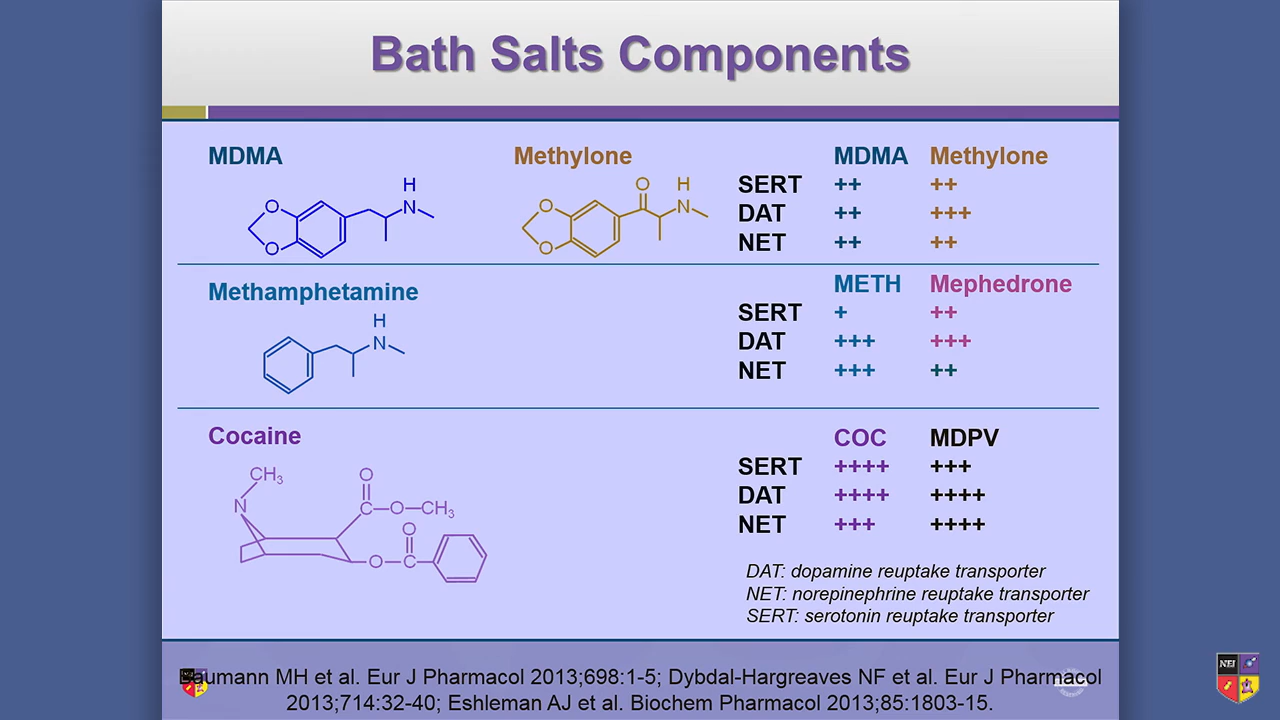 Bath Salts Components
MDMA
Methylone
O
O
H
N
O
O
O
H
N
MDMA Methylone
SERT ++ ++
DAT ++ +++
NET ++ ++
Methamphetamine
H
N
METH Mephedrone
SERT + ++
DAT +++ +++
NET +++ ++
Cocaine
CH3
N
O
C O CH3
O
O C
COC MDPV
SERT ++++ +++
DAT ++++ ++++
NET +++ ++++
DAT: dopamine reuptake transporter
NET: norepinephrine reuptake transporter
SERT: serotonin reuptake transporter
Baumann MH et al. Eur J Pharmacol 2013;698:1-5; Dybdal-Hargreaves NF et al. Eur J Pharmacol
2013;714:32-40; Eshleman AJ et al. Biochem Pharmacol 2013;85:1803-15.
NEI